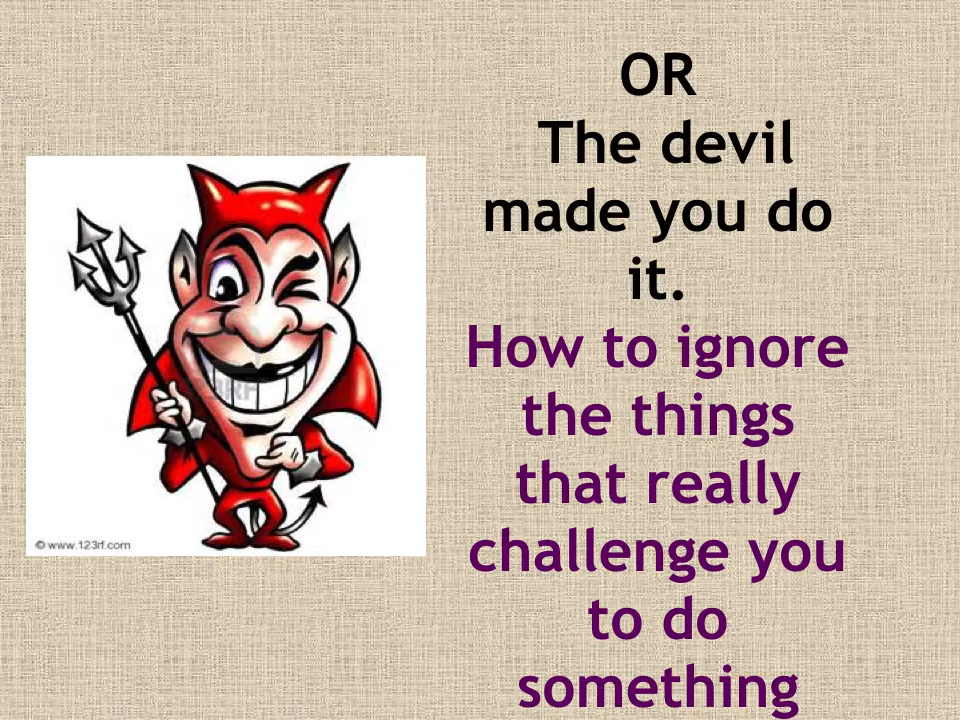 OR
The devil
made you do
it.
How to ignore
the things
that really
challenge you
to do
something
© www.123rf.com